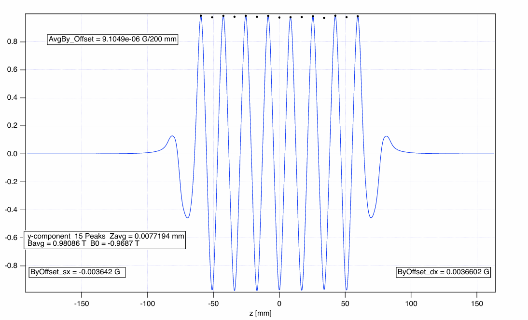 0.8
AvgBy_Offset = 9.1049e-06 G/200 mm
0.6
0.4
0.2
0.0
-0.2
-0.4
-0.6
y-component 15 Peaks Zavg = 0.0077194 mm
Bavg = 0.98086 T B0 = -0.9687 T
-0.8
ByOffset_sx = -0.003642 G
ByOffset_dx = 0.0036602 G
-150 -100 -50 0 50 100 150
z [mm]